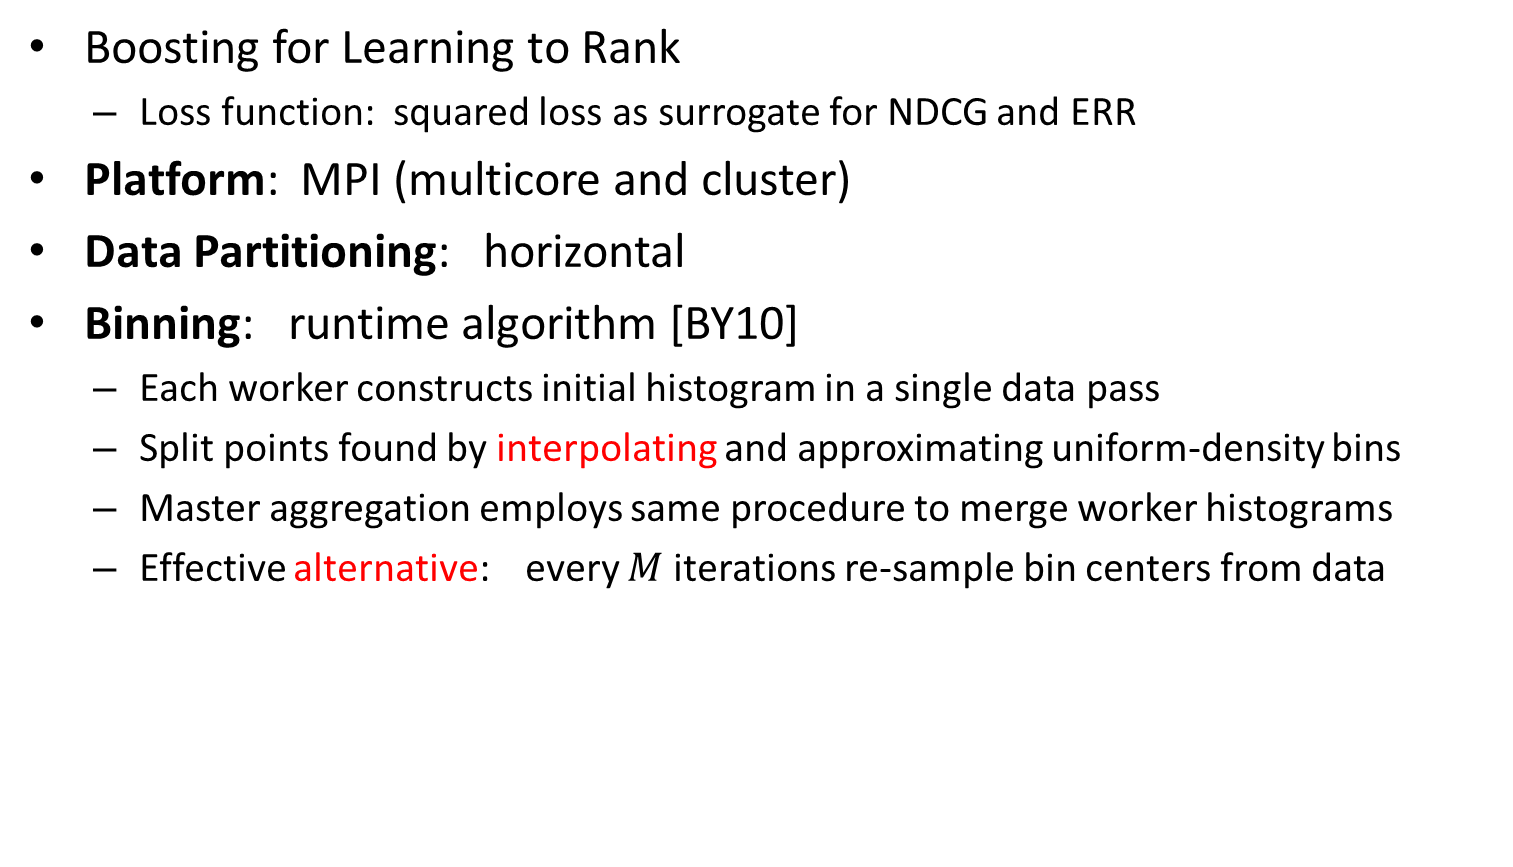 • Boosting for Learning to Rank
– Loss function: squared loss as surrogate for NDCG and ERR
• Platform: MPI (multicore and cluster)
• Data Partitioning: horizontal
• Binning: runtime algorithm [BY10]
– Each worker constructs initial histogram in a single data pass
– Split points found by interpolating and approximating uniform-density bins
– Master aggregation employs same procedure to merge worker histograms
– Effective alternative: every M iterations re-sample bin centers from data